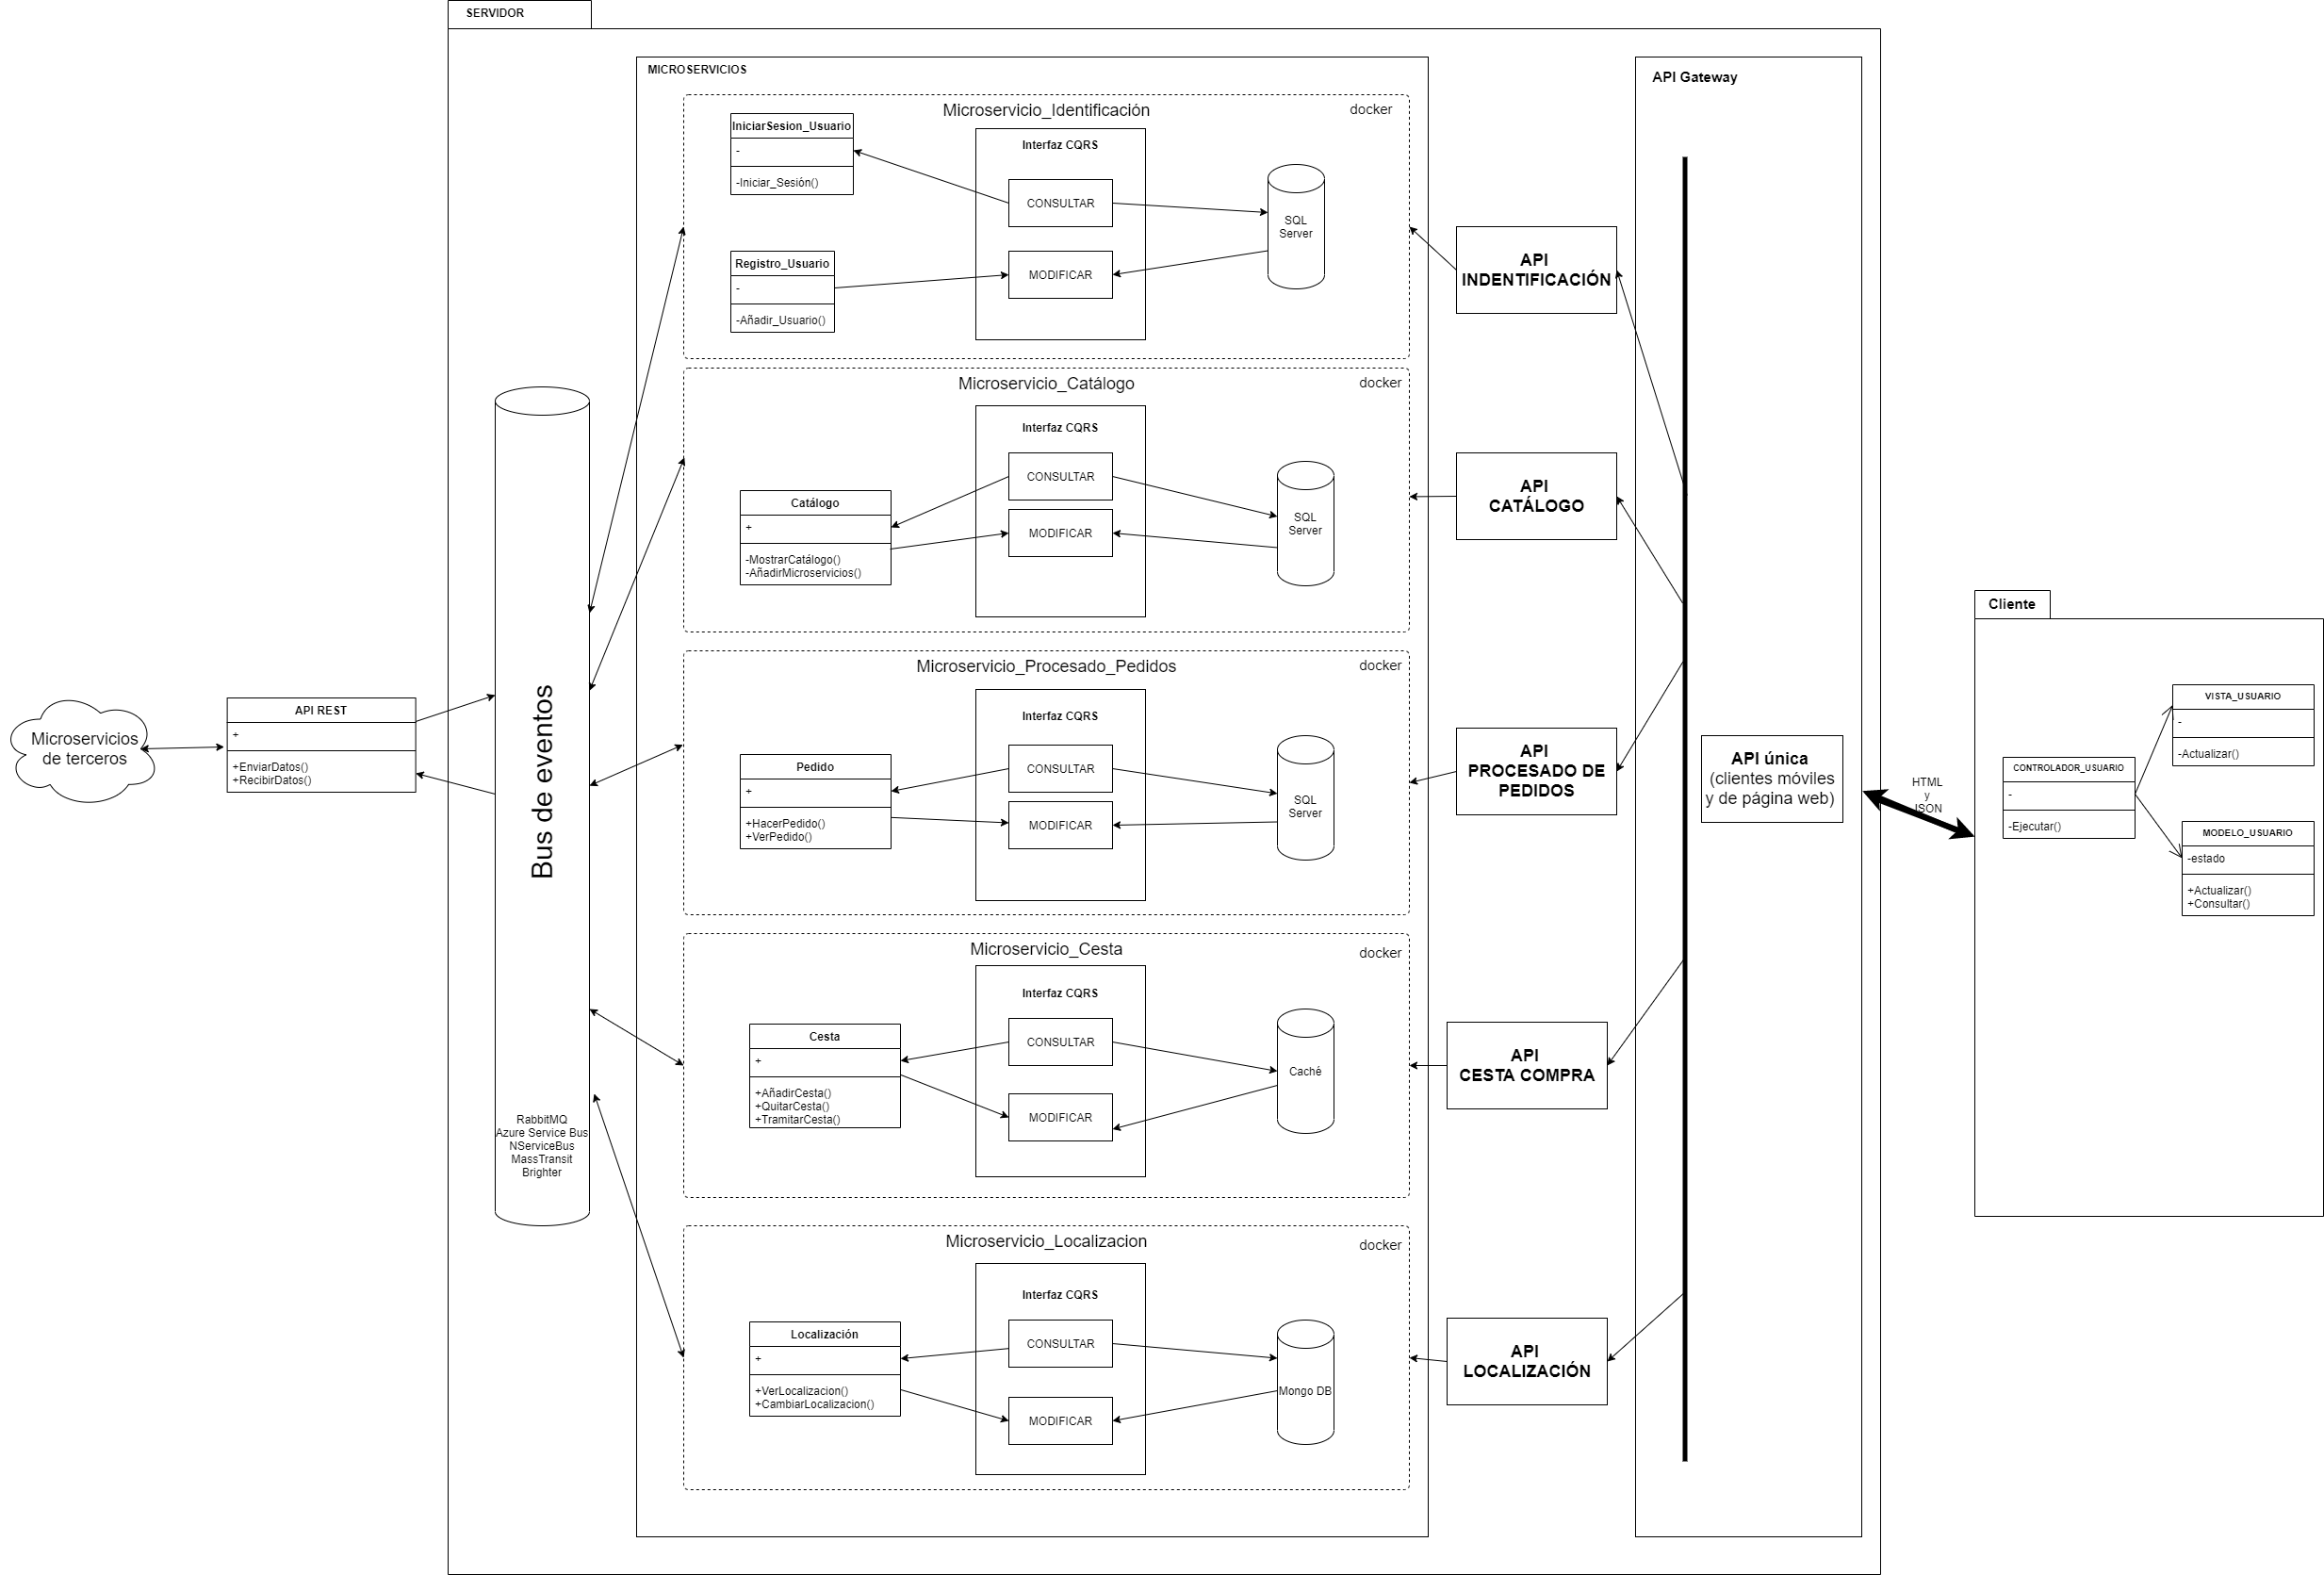 SERVIDOR
MICROSERVICIOS
Microservicio_Identificación
docker
IniciarSesion_Usuario
-
-Iniciar_Sesión()
Registro_Usuario
-
-Añadir_Usuario()
Interfaz CQRS
CONSULTAR
MODIFICAR
SQL
Server
Microservicio_Catálogo
docker
Catálogo
+
-MostrarCatálogo()
-AñadirMicroservicios()
Interfaz CQRS
CONSULTAR
MODIFICAR
SQL
Server
Microservicio_Procesado_Pedidos
docker
Pedido
+
+HacerPedido()
+VerPedido()
Interfaz CQRS
CONSULTAR
MODIFICAR
SQL
Server
Microservicio_Cesta
docker
Cesta
+
+AñadirCesta()
+QuitarCesta()
+TramitarCesta()
Interfaz CQRS
CONSULTAR
MODIFICAR
Caché
Microservicio_Localizacion
docker
Localización
+
+VerLocalizacion()
+CambiarLocalizacion()
Interfaz CQRS
CONSULTAR
MODIFICAR
Mongo DB
Microservicios
de terceros
API REST
+
+EnviarDatos()
+RecibirDatos()
Bus de eventos
RabbitMQ
Azure Service Bus
NServiceBus
MassTransit
Brighter
API
INDENTIFICACIÓN
API
CATÁLOGO
API
PROCESADO DE
PEDIDOS
API
CESTA COMPRA
API
LOCALIZACIÓN
API Gateway
API única
(clientes móviles
y de página web)
HTML
y
JSON
Cliente
CONTROLADOR_USUARIO
-
-Ejecutar()
VISTA_USUARIO
-
-Actualizar()
MODELO_USUARIO
-estado
+Actualizar()
+Consultar()